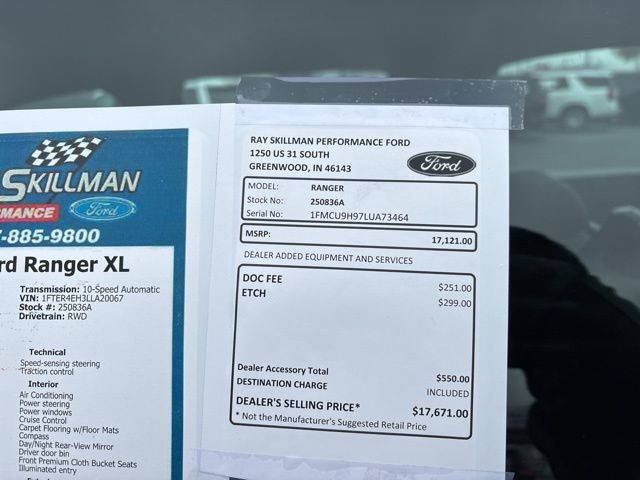 SKILLMAN
RMANCE
Ford
7-885-9800
rd Ranger XL
Transmission: 10-Speed Automatic
VIN: 1FTER4EH3LLA20067
Stock #: 250836A
Drivetrain: RWD
Technical
Speed-sensing steering
Traction control
Interior
Air Conditioning
Power steering
Power windows
Cruise Control
Carpet Flooring w/Floor Mats
Compass
Day/Night Rear-View Mirror
Driver door bin
Front Premium Cloth Bucket Seats
Illuminated entry
RAY SKILLMAN PERFORMANCE FORD
1250 US 31 SOUTH
GREENWOOD, IN 46143
Ford
MODEL: RANGER
Stock No: 250836A
Serial No: 1FMCU9H97LUA73464
MSRP: 17,121.00
DEALER ADDED EQUIPMENT AND SERVICES
DOC FEE $251.00
ETCH $299.00
Dealer Accessory Total $550.00
DESTINATION CHARGE INCLUDED
DEALER'S SELLING PRICE* $17,671.00
* Not the Manufacturer's Suggested Retail Price